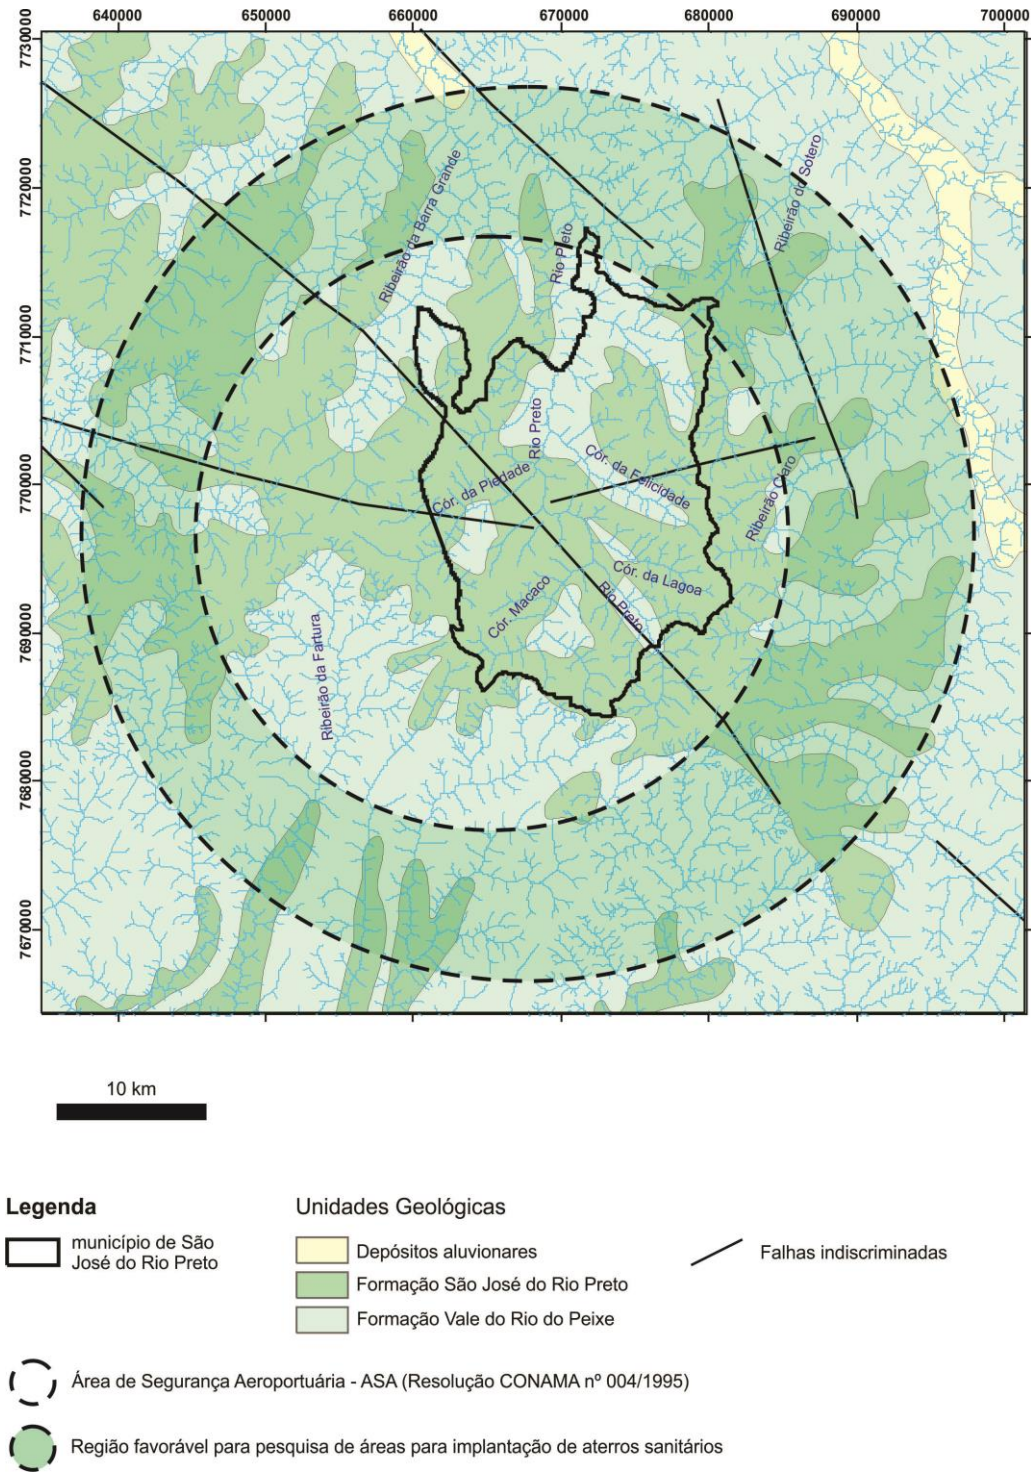 640000 650000 660000 670000 680000 690000 700000
7730000
7720000
7710000
7700000
7690000
7680000
7670000
Ribeirão da Barra Grande
Rio Preto
Ribeirão do Sotero
Rio Preto
Cór. da Piedade
Cór. da Felicidade
Ribeirão Claro
Cór. da Lagoa
Cór. Macaco
Rio Preto
Ribeirão da Fartura
10 km
Legenda
município de São
José do Rio Preto
Unidades Geológicas
Depósitos aluvionares
Formação São José do Rio Preto
Formação Vale do Rio do Peixe
Falhas indiscriminadas
Área de Segurança Aeroportuária - ASA (Resolução CONAMA nº 004/1995)
Região favorável para pesquisa de áreas para implantação de aterros sanitários